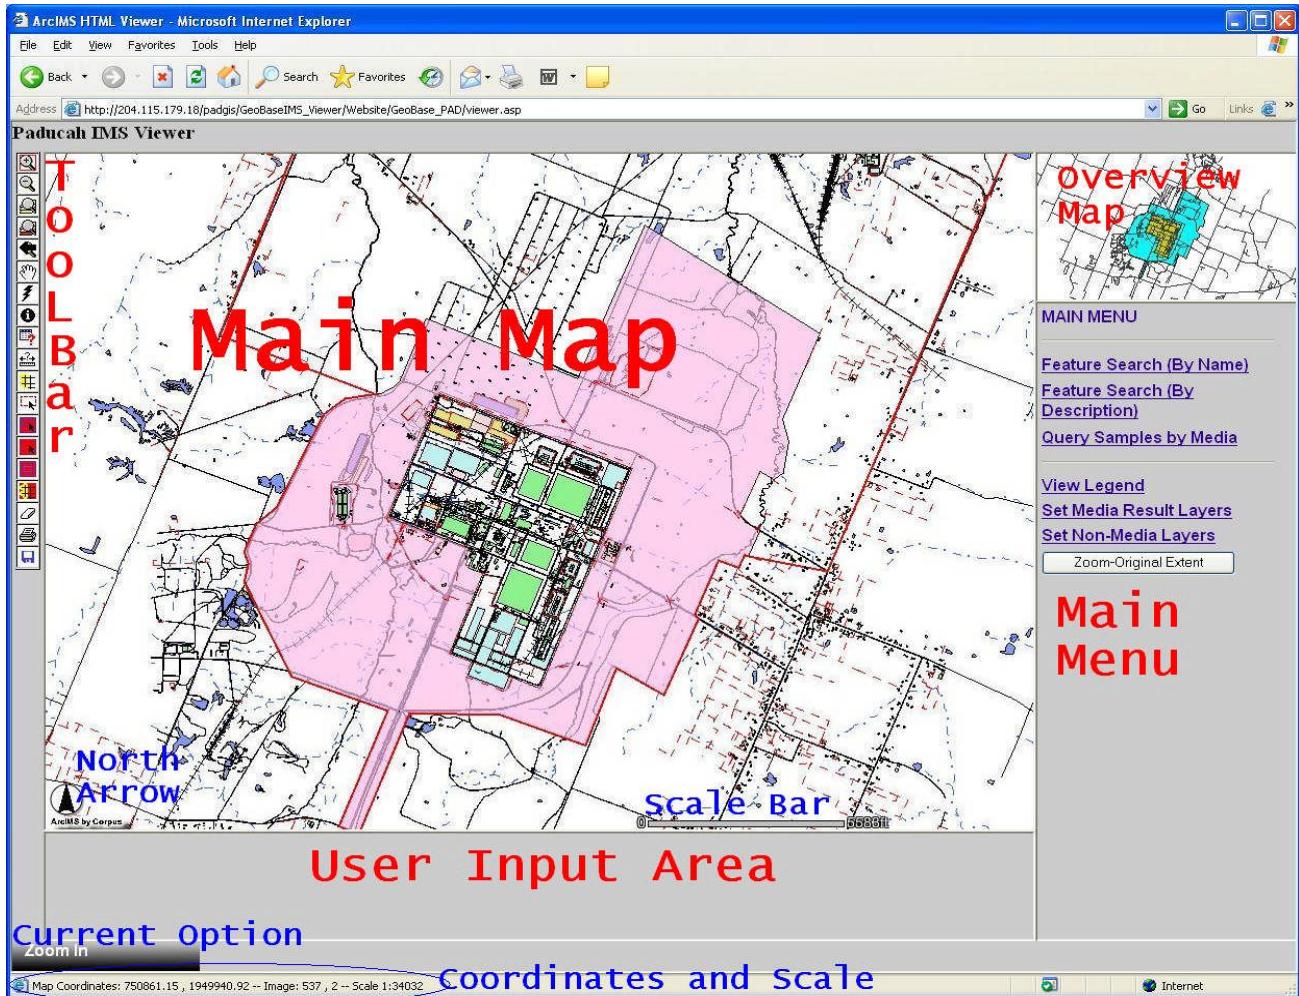 ArcIMS HTML Viewer - Microsoft Internet Explorer
File Edit View Favorites Tools Help
Back Search Favorites
Address http://204.115.179.18/padgis/GeoBaseIMS_Viewer/Website/GeoBase_PAD/viewer.asp Go Links »
Paducah IMS Viewer
TooLBar
Main Map
Overview
Map
MAIN MENU
Feature Search (By Name)
Feature Search (By
Description)
Query Samples by Media
View Legend
Set Media Result Layers
Set Non-Media Layers
Zoom-Original Extent
Main
Menu
North
Arrow
ArcIMS by Corpus
Scale Bar
0
User Input Area
Current Option
Zoom In
Coordinates and Scale
Map Coordinates: 750861.15 , 1949940.92 -- Image: 537 , 2 -- Scale 1:34032
Internet